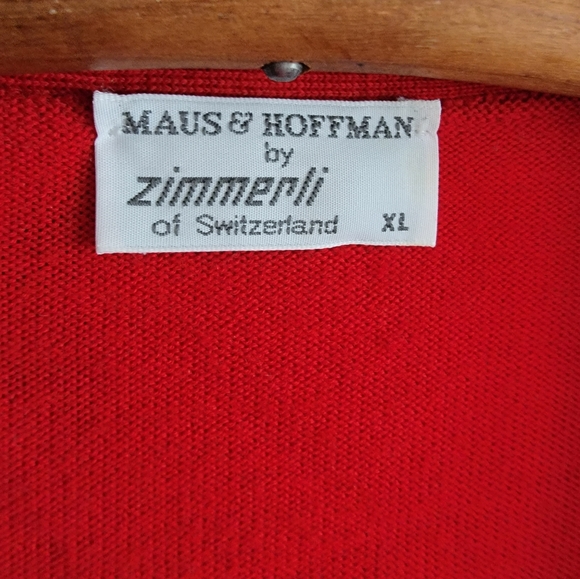 MAUS & HOFFMAN
by
zimmerli
of Switzerland XL